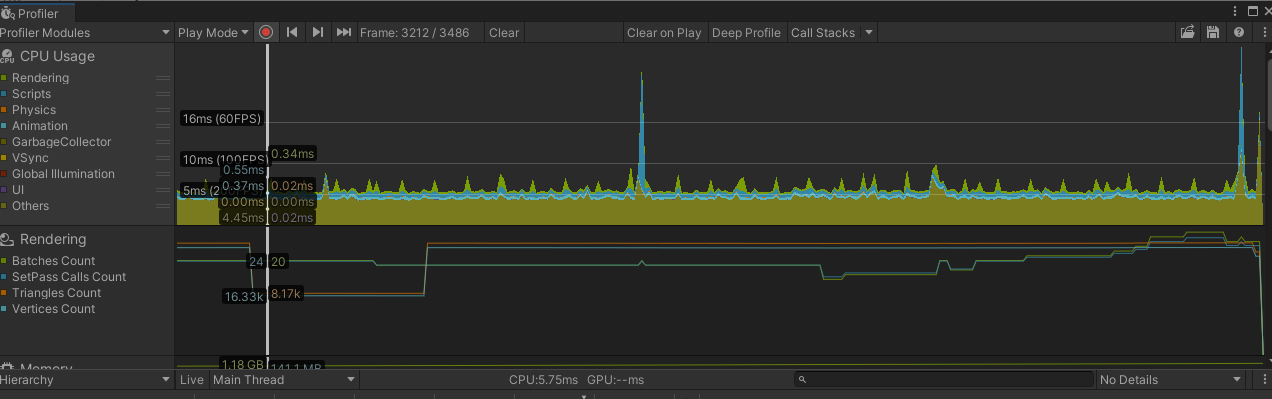 Profiler
Profiler Modules Play Mode Frame: 3212 / 3486 Clear Clear on Play Deep Profile Call Stacks
CPU Usage
Rendering
Scripts
Physics
Animation
GarbageCollector
VSync
Global Illumination
UI
Others
16ms (60FPS)
10ms (100FPS)
0.34ms
0.55ms
5ms (2
0.37ms 0.02ms
0.00ms 0.00ms
4.45ms 0.02ms
Rendering
Batches Count
SetPass Calls Count
Triangles Count
Vertices Count
24 20
16.33k 8.17k
Memory
1.18 GB 141.1 MB
Hierarchy Live Main Thread CPU:5.75ms GPU:--ms No Details